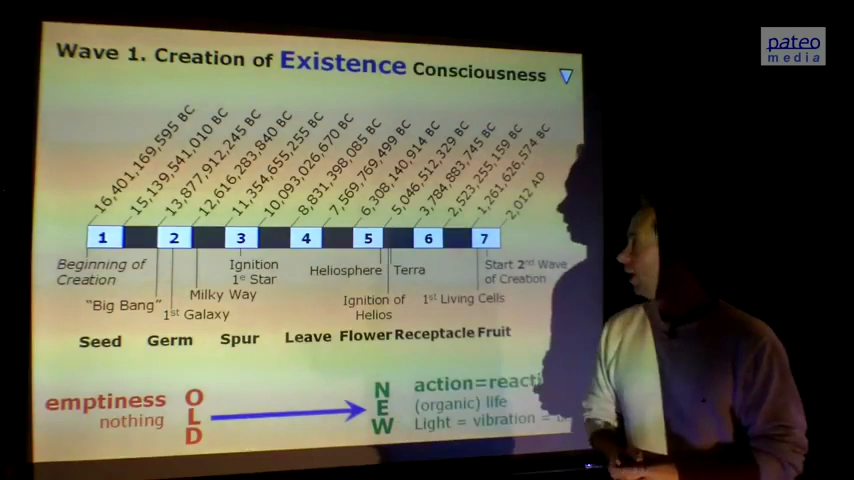 pateo
media
Wave 1. Creation of Existence Consciousness
16,401,169,595 BC
15,139,541,010 BC
13,877,912,245 BC
12,616,283,840 BC
11,354,655,255 BC
10,093,026,670 BC
8,831,398,085 BC
7,569,769,499 BC
6,308,140,914 BC
5,046,512,329 BC
3,784,883,745 BC
2,523,255,159 BC
1,261,626,574 BC
2,012 AD
1 2 3 4 5 6 7
Beginning of
Creation
"Big Bang"
1st Galaxy
Milky Way
Ignition
1e Star
Heliosphere
Terra
Ignition of
Helios
1st Living Cells
Start 2nd Wave
of Creation
Seed Germ Spur Leave Flower Receptacle Fruit
emptiness
nothing
OLD
NEW
action=reacti
(organic) life
Light = vibration =